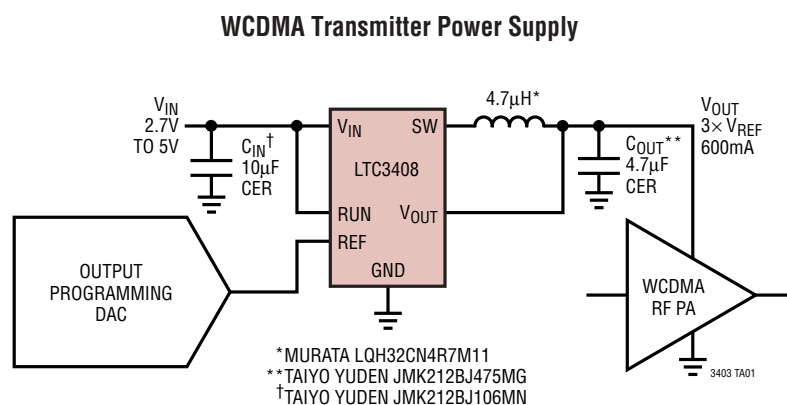 WCDMA Transmitter Power Supply
VIN
2.7V
TO 5V
CIN†
10µF
CER
VIN
SW
LTC3408
RUN
VOUT
REF
GND
4.7µH*
VOUT
3× VREF
600mA
COUT**
4.7µF
CER
OUTPUT
PROGRAMMING
DAC
WCDMA
RF PA
3403 TA01
*MURATA LQH32CN4R7M11
**TAIYO YUDEN JMK212BJ475MG
†TAIYO YUDEN JMK212BJ106MN